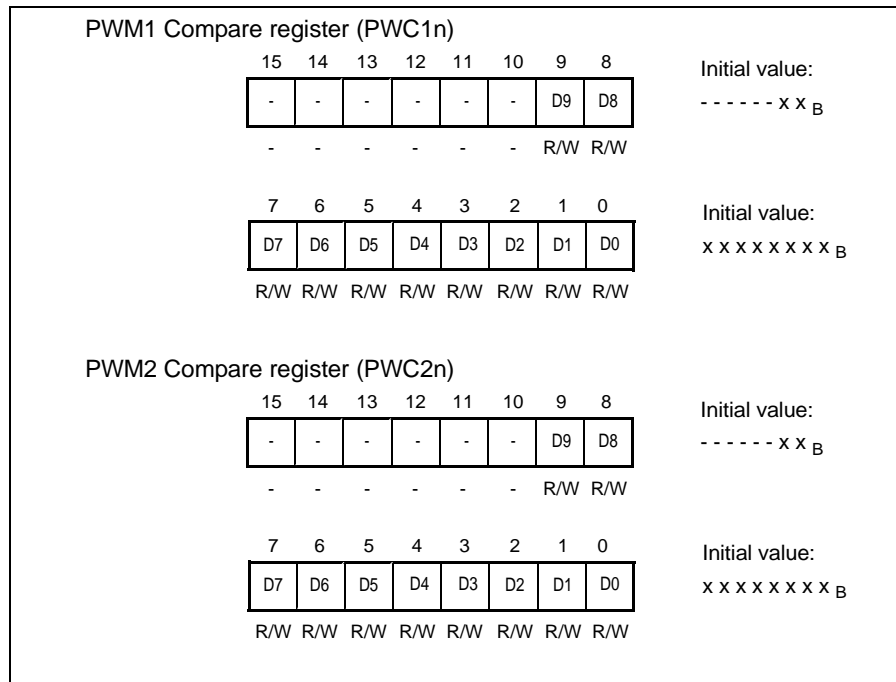 PWM1 Compare register (PWC1n)
15 14 13 12 11 10 9 8
Initial value:
- - - - - - D9 D8
- - - - - - x x B
- - - - - - R/W R/W
7 6 5 4 3 2 1 0
Initial value:
D7 D6 D5 D4 D3 D2 D1 D0
x x x x x x x x B
R/W R/W R/W R/W R/W R/W R/W R/W
PWM2 Compare register (PWC2n)
15 14 13 12 11 10 9 8
Initial value:
- - - - - - D9 D8
- - - - - - x x B
- - - - - - R/W R/W
7 6 5 4 3 2 1 0
Initial value:
D7 D6 D5 D4 D3 D2 D1 D0
x x x x x x x x B
R/W R/W R/W R/W R/W R/W R/W R/W